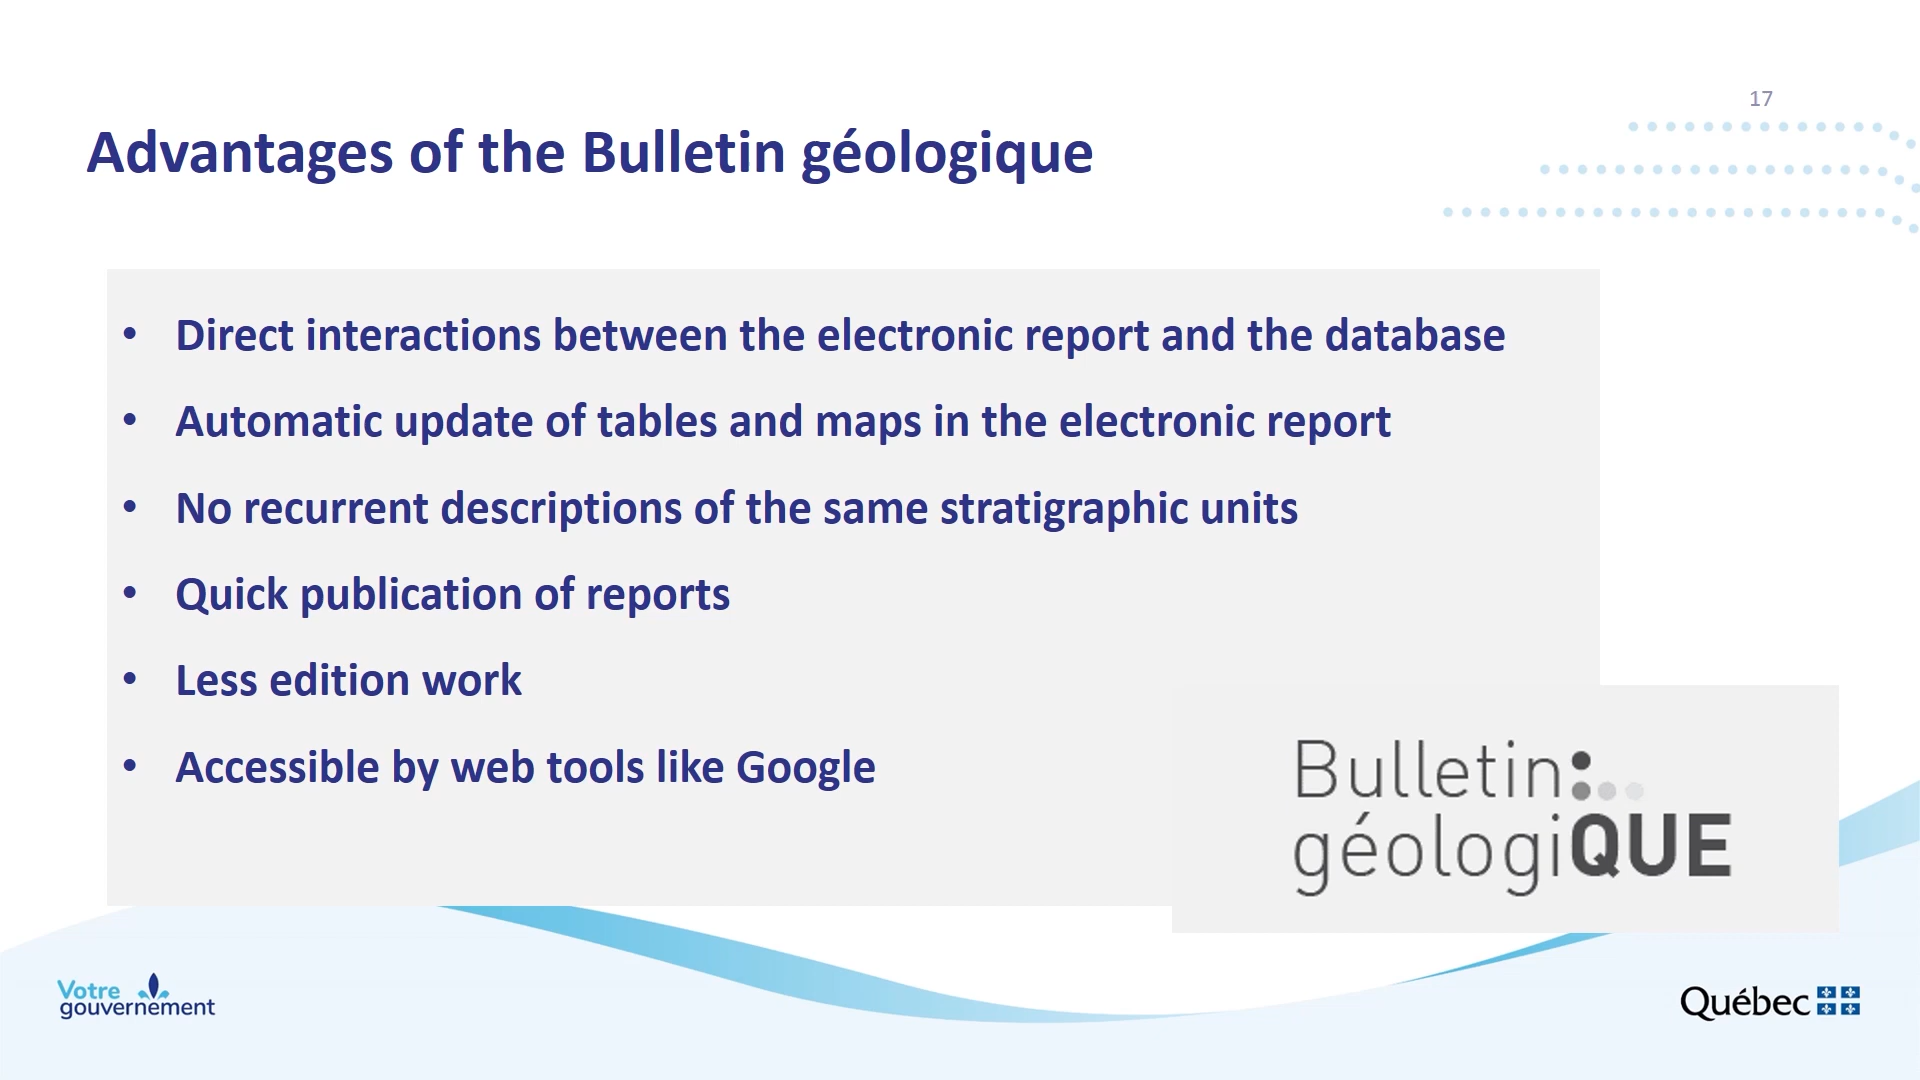 17
Advantages of the Bulletin géologique
• Direct interactions between the electronic report and the database
• Automatic update of tables and maps in the electronic report
• No recurrent descriptions of the same stratigraphic units
• Quick publication of reports
• Less edition work
• Accessible by web tools like Google
Bulletin
géologiQUE
Votre
gouvernement
Québec